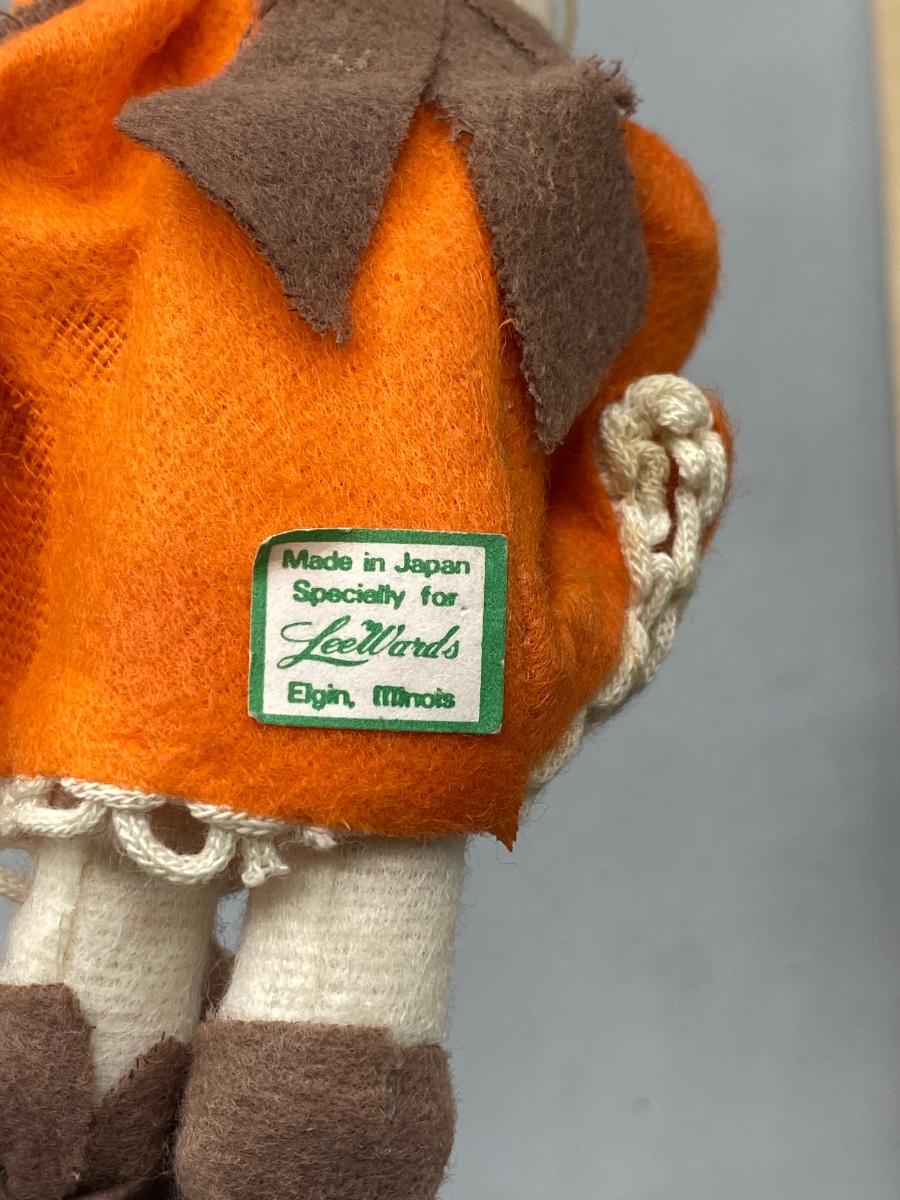 Made in Japan
Specially for
LeeWards
Elgin, Illinois